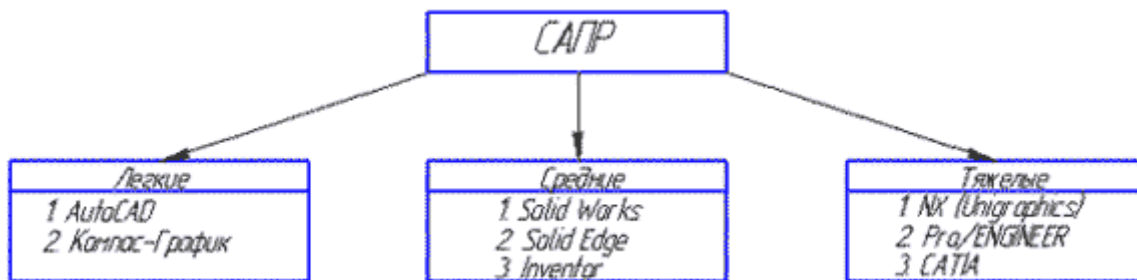 САПР
Легкие
1. AutoCAD
2. Компас-График
Средние
1. Solid Works
2. Solid Edge
3. Inventor
Тяжелые
1. NX (Unigraphics)
2. Pro/ENGINEER
3. CATIA